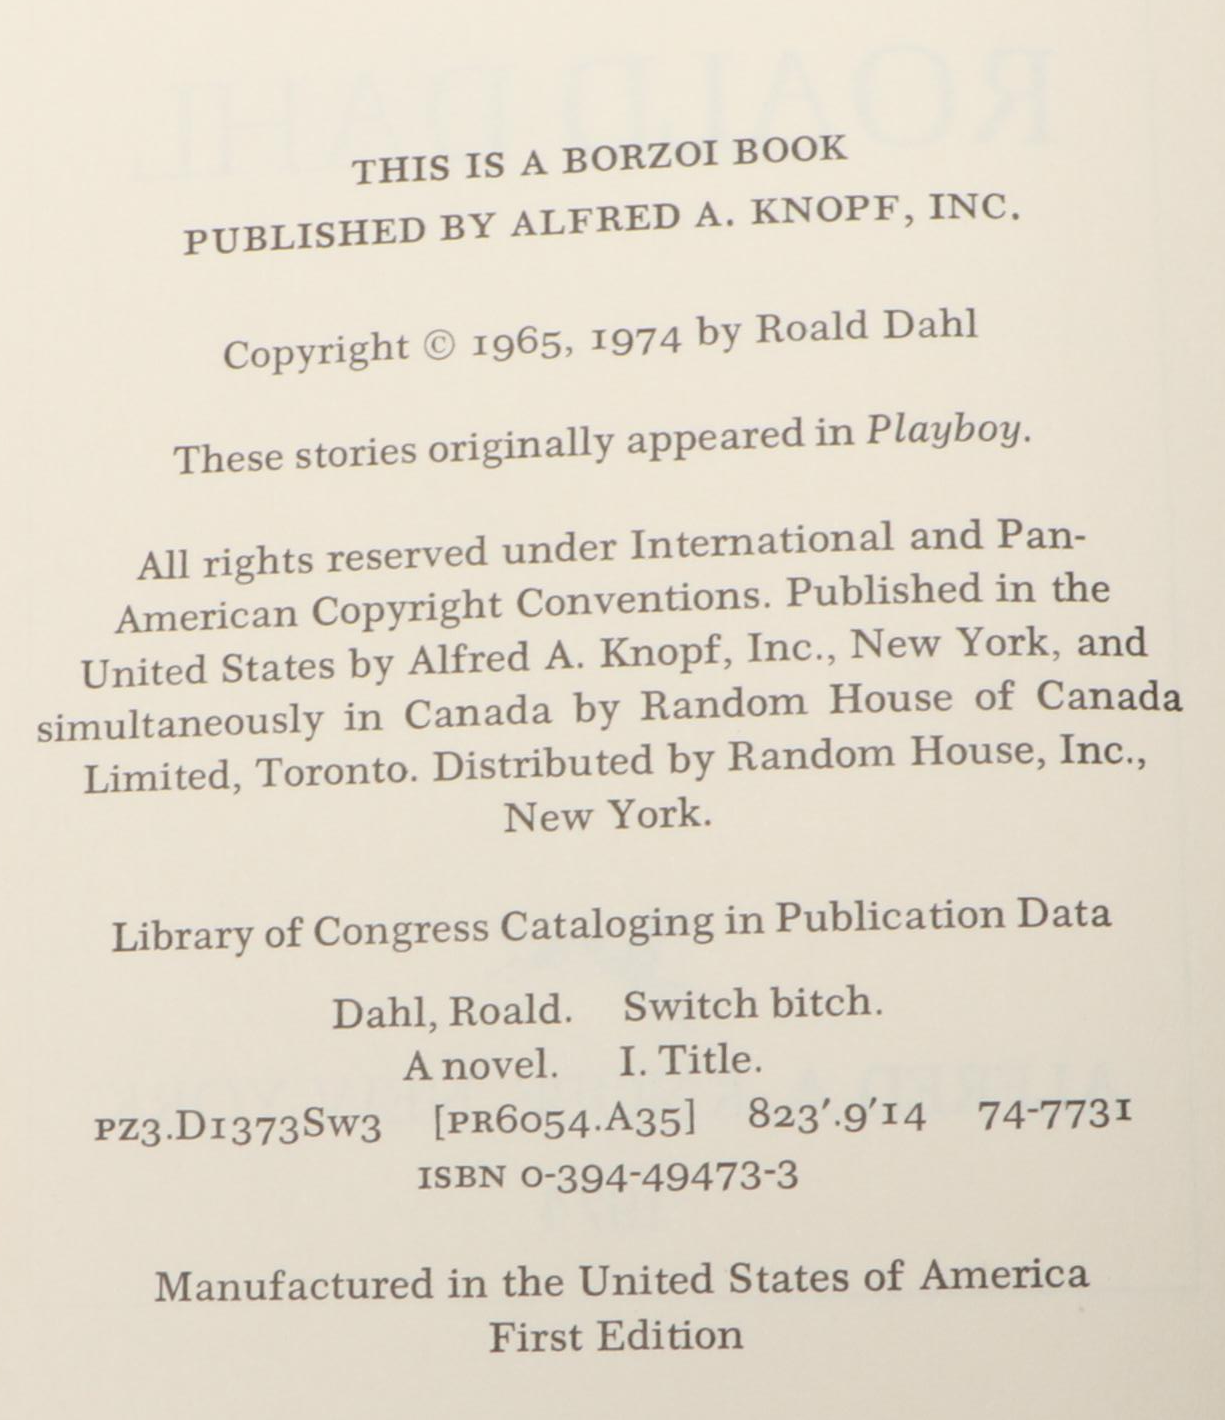 THIS IS A BORZOI BOOK
PUBLISHED BY ALFRED A. KNOPF, INC.
Copyright © 1965, 1974 by Roald Dahl
These stories originally appeared in Playboy.
All rights reserved under International and Pan-
American Copyright Conventions. Published in the
United States by Alfred A. Knopf, Inc., New York, and
simultaneously in Canada by Random House of Canada
Limited, Toronto. Distributed by Random House, Inc.,
New York.
Library of Congress Cataloging in Publication Data
Dahl, Roald. Switch bitch.
A novel. I. Title.
PZ3.D1373Sw3 [PR6054.A35] 823'.9'14 74-7731
ISBN 0-394-49473-3
Manufactured in the United States of America
First Edition